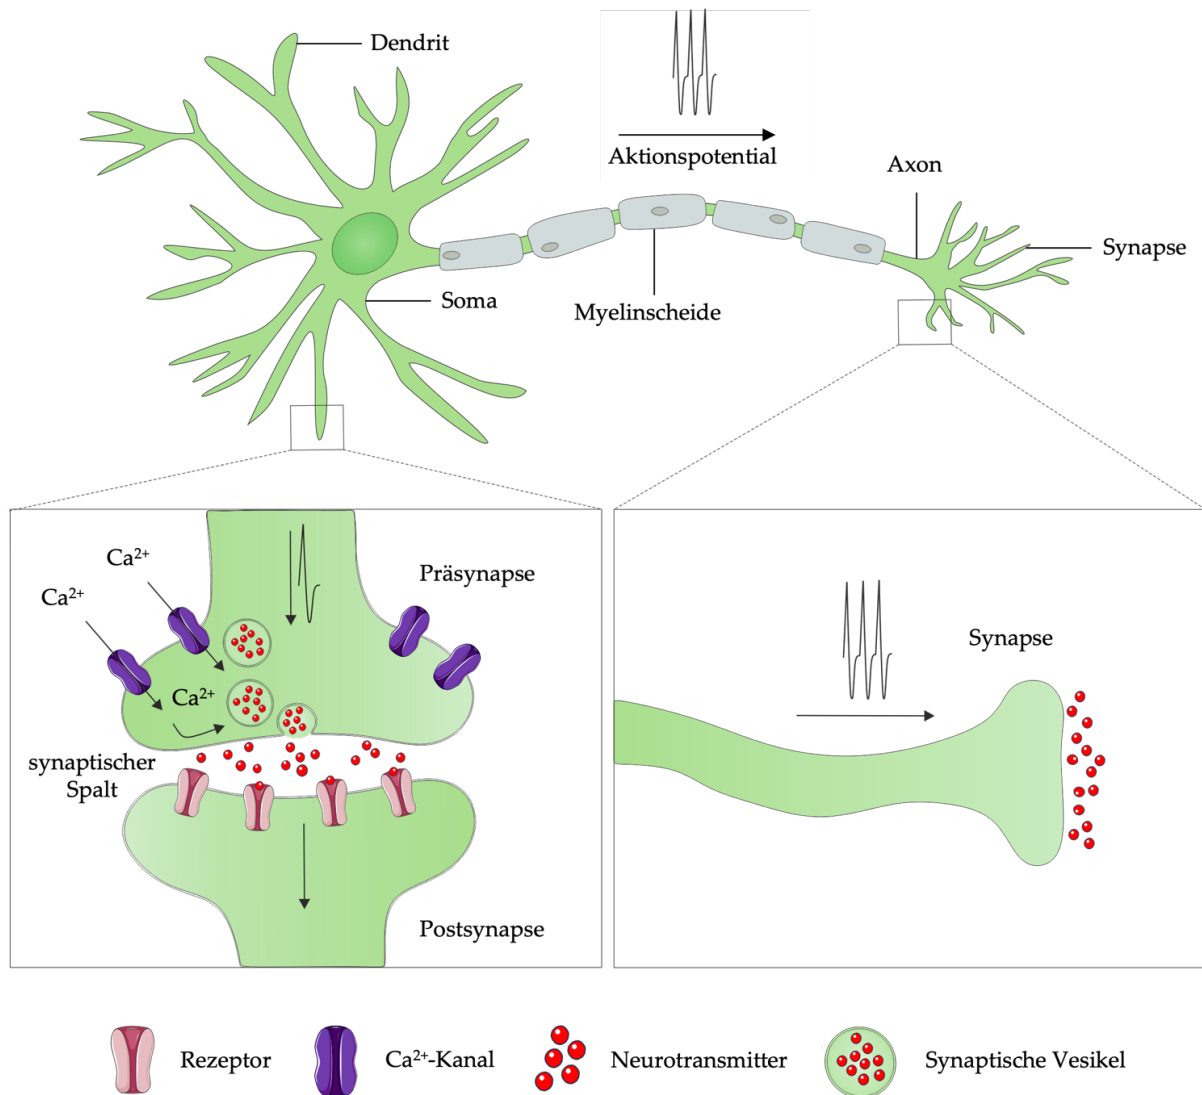 Dendrit
Aktionspotential
Axon
Synapse
Soma
Myelinscheide
Ca²⁺
Ca²⁺
Präsynapse
Ca²⁺
synaptischer
Spalt
Postsynapse
Synapse
Rezeptor
Ca²⁺-Kanal
Neurotransmitter
Synaptische Vesikel